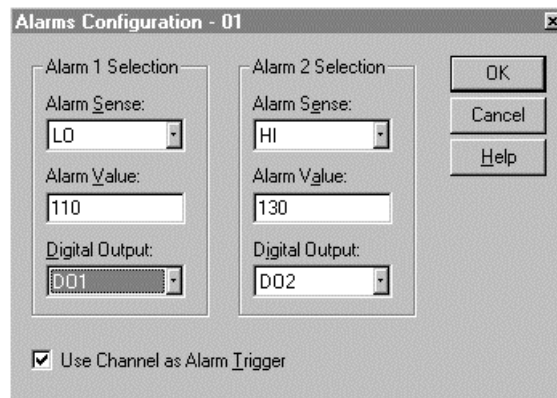 Alarms Configuration - 01
Alarm 1 Selection
Alarm Sense:
LO
Alarm Value:
110
Digital Output:
DO1
Alarm 2 Selection
Alarm Sense:
HI
Alarm Value:
130
Digital Output:
DO2
OK
Cancel
Help
Use Channel as Alarm Trigger